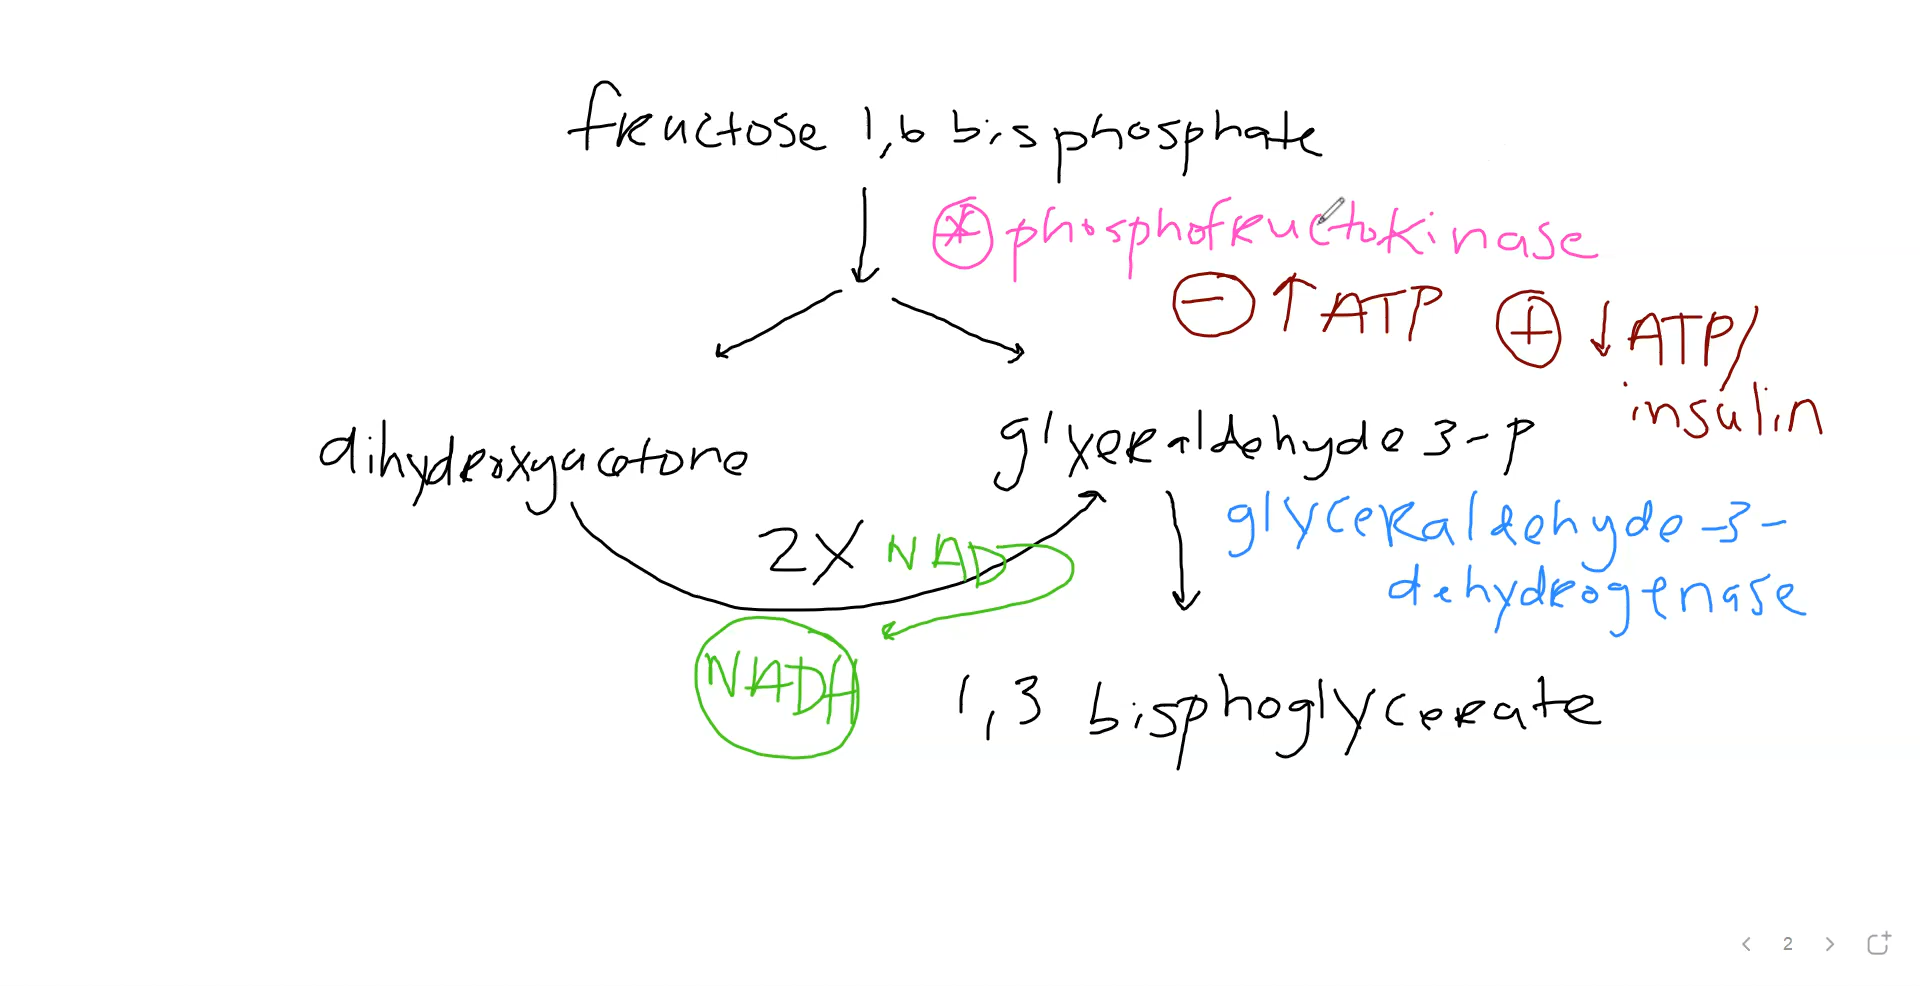 fructose 1,6 bisphosphate
* phosphofructokinase
- ↑ ATP + ↓ ATP/
insulin
dihydroxyacetone glyceraldehyde 3-p
2X NAD glyceraldehyde-3-
dehydrogenase
NADH 1,3 bisphoglycerate
2